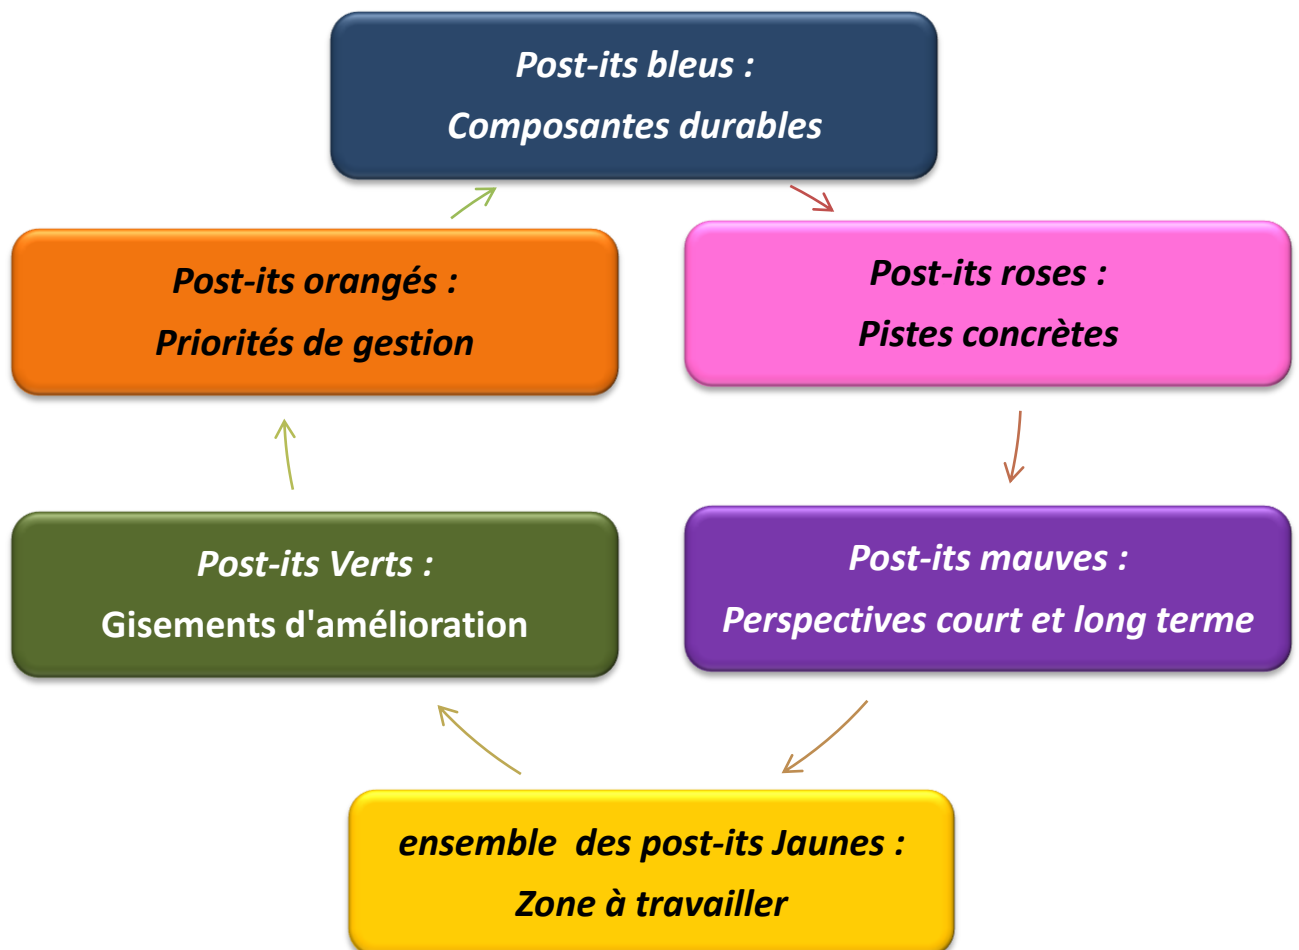 Post-its bleus :
Composantes durables
Post-its orangés :
Priorités de gestion
Post-its roses :
Pistes concrètes
Post-its Verts :
Gisements d'amélioration
Post-its mauves :
Perspectives court et long terme
ensemble  des post-its Jaunes :
Zone à travailler